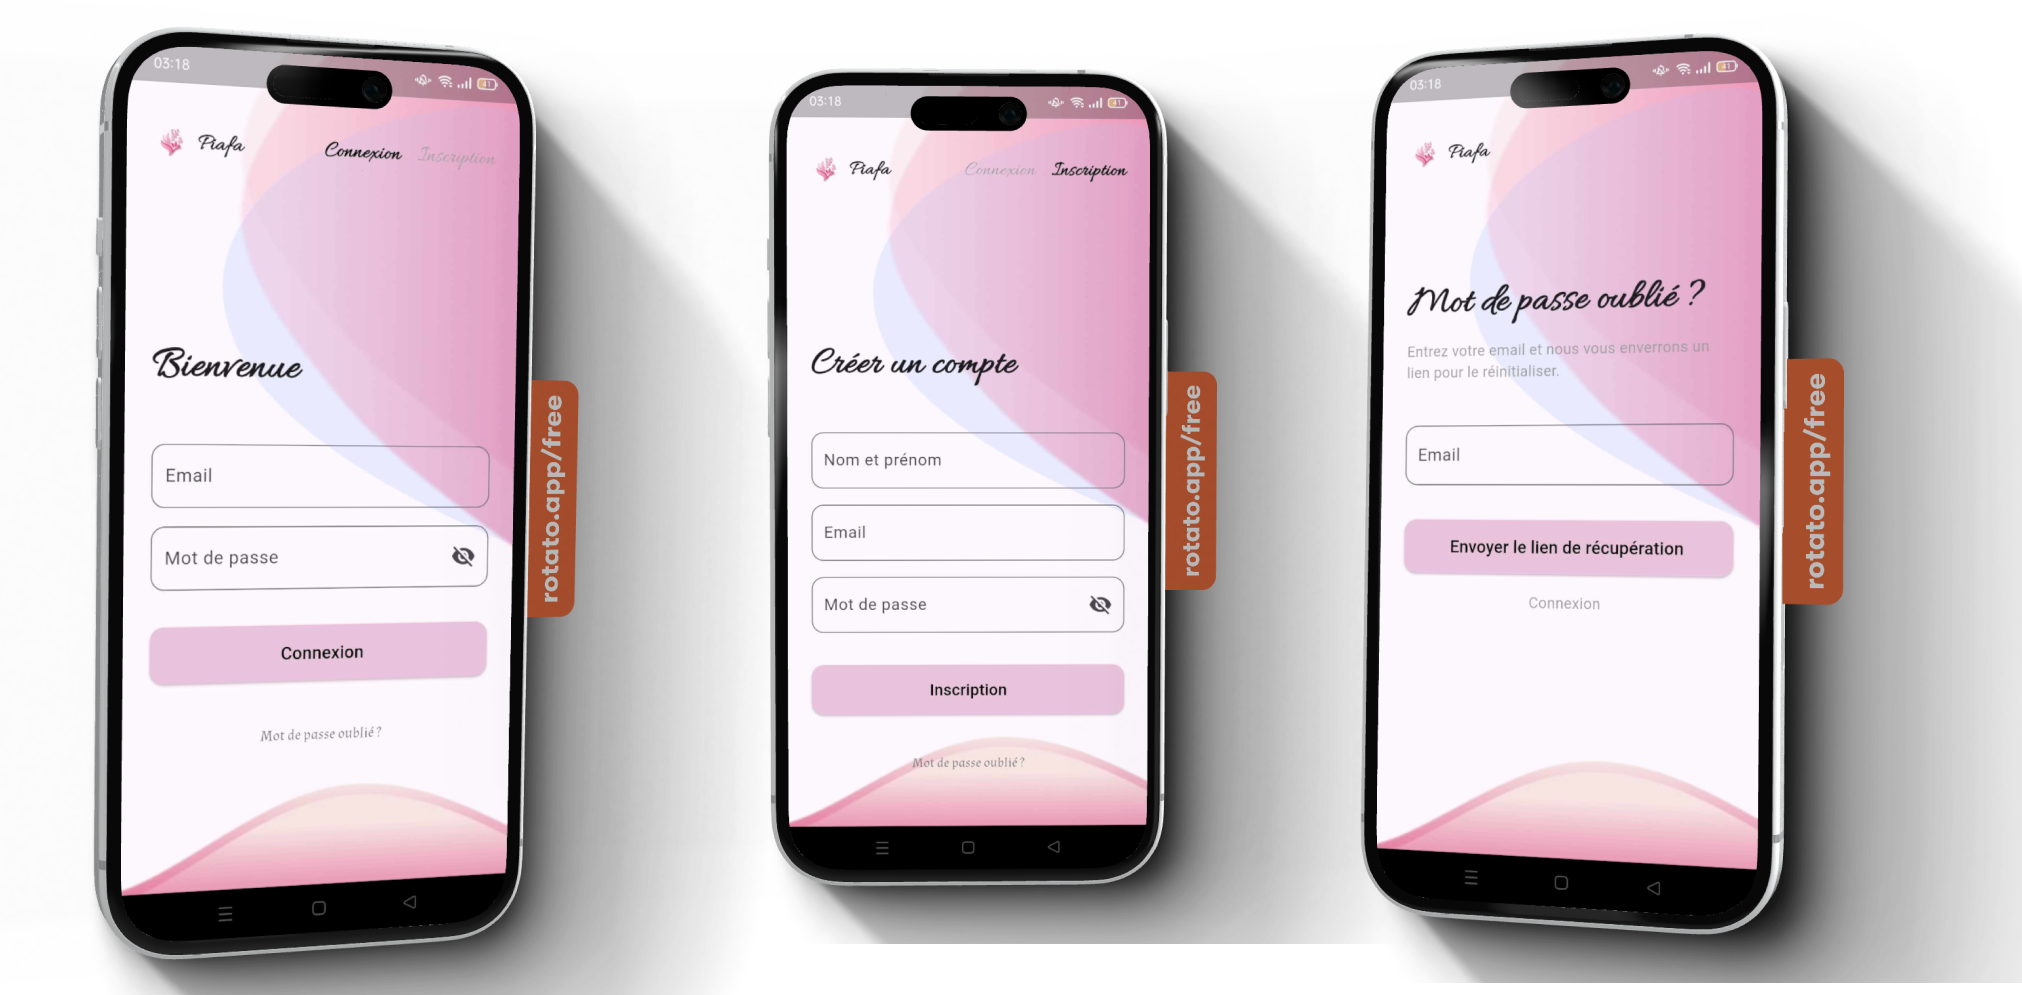 03:18
Piafa
Connexion Inscription
Bienvenue
Email
Mot de passe
Connexion
Mot de passe oublié ?
rotato.app/free
03:18
Piafa
Connexion Inscription
Créer un compte
Nom et prénom
Email
Mot de passe
Inscription
Mot de passe oublié ?
rotato.app/free
03:18
Piafa
Mot de passe oublié ?
Entrez votre email et nous vous enverrons un
lien pour le réinitialiser.
Email
Envoyer le lien de récupération
Connexion
rotato.app/free